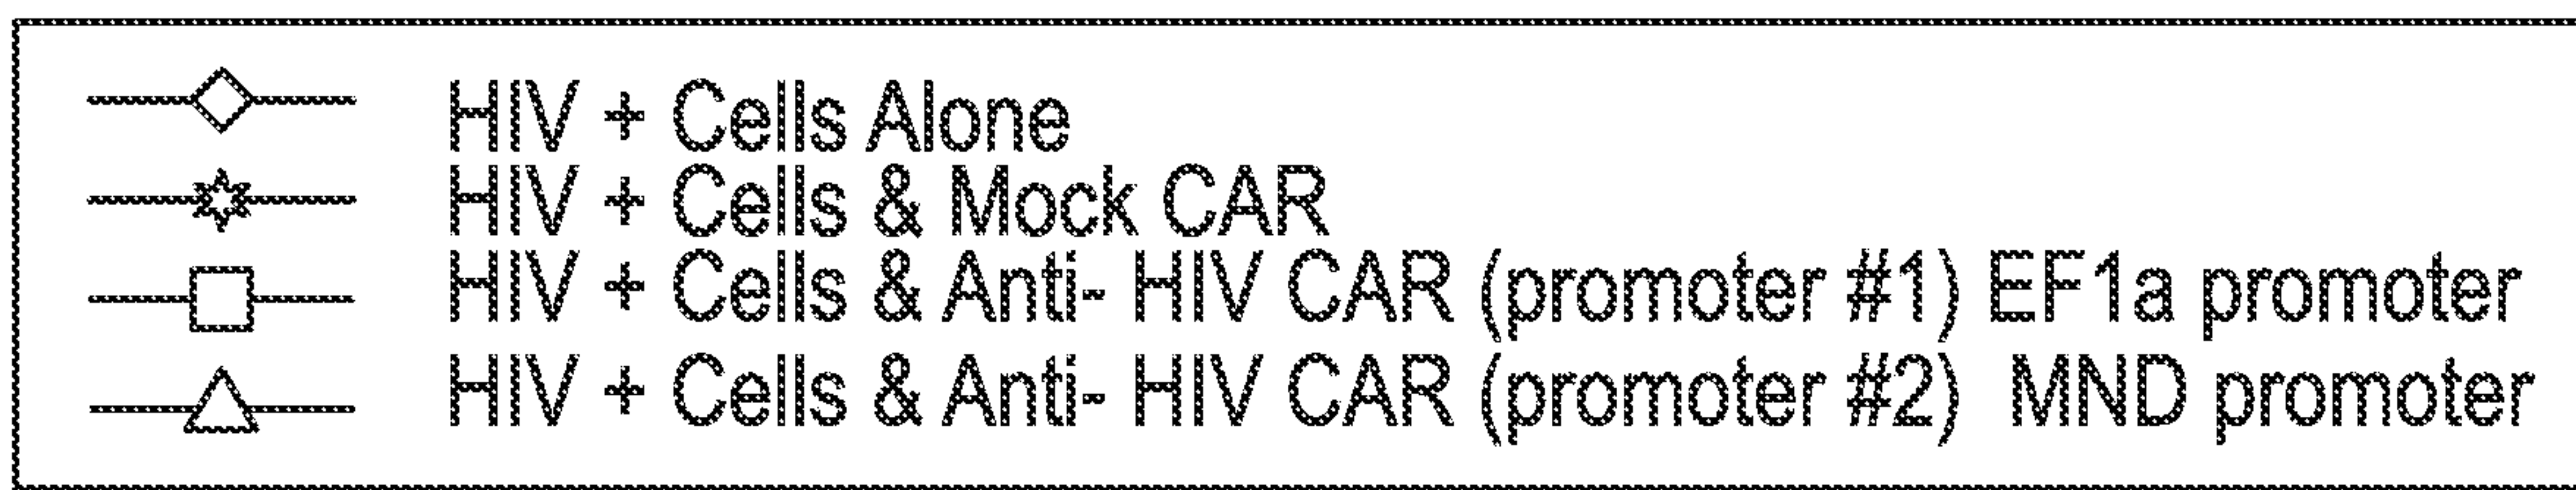 HIV + Cells Alone
HIV + Cells & Mock CAR
HIV + Cells & Anti- HIV CAR (promoter #1) EF1a promoter
HIV + Cells & Anti- HIV CAR (promoter #2) MND promoter